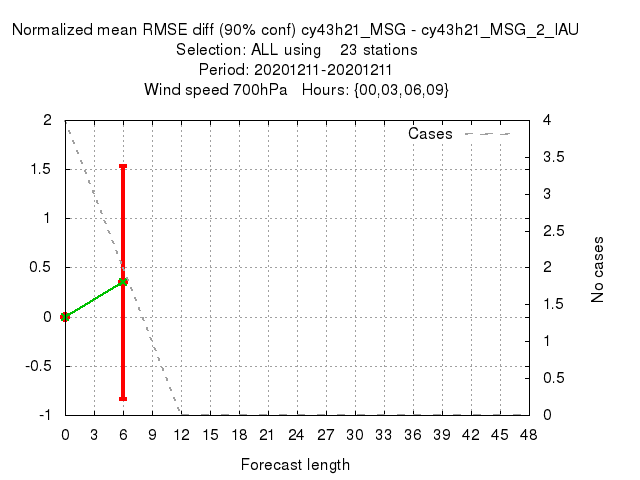 Normalized mean RMSE diff (90% conf) cy43h21_MSG - cy43h21_MSG_2_IAU
Selection: ALL using 23 stations
Period: 20201211-20201211
Wind speed 700hPa Hours: {00,03,06,09}
Cases
2
1.5
1
0.5
0
-0.5
-1
4
3.5
3
2.5
2
1.5
1
0.5
0
No cases
0 3 6 9 12 15 18 21 24 27 30 33 36 39 42 45 48
Forecast length